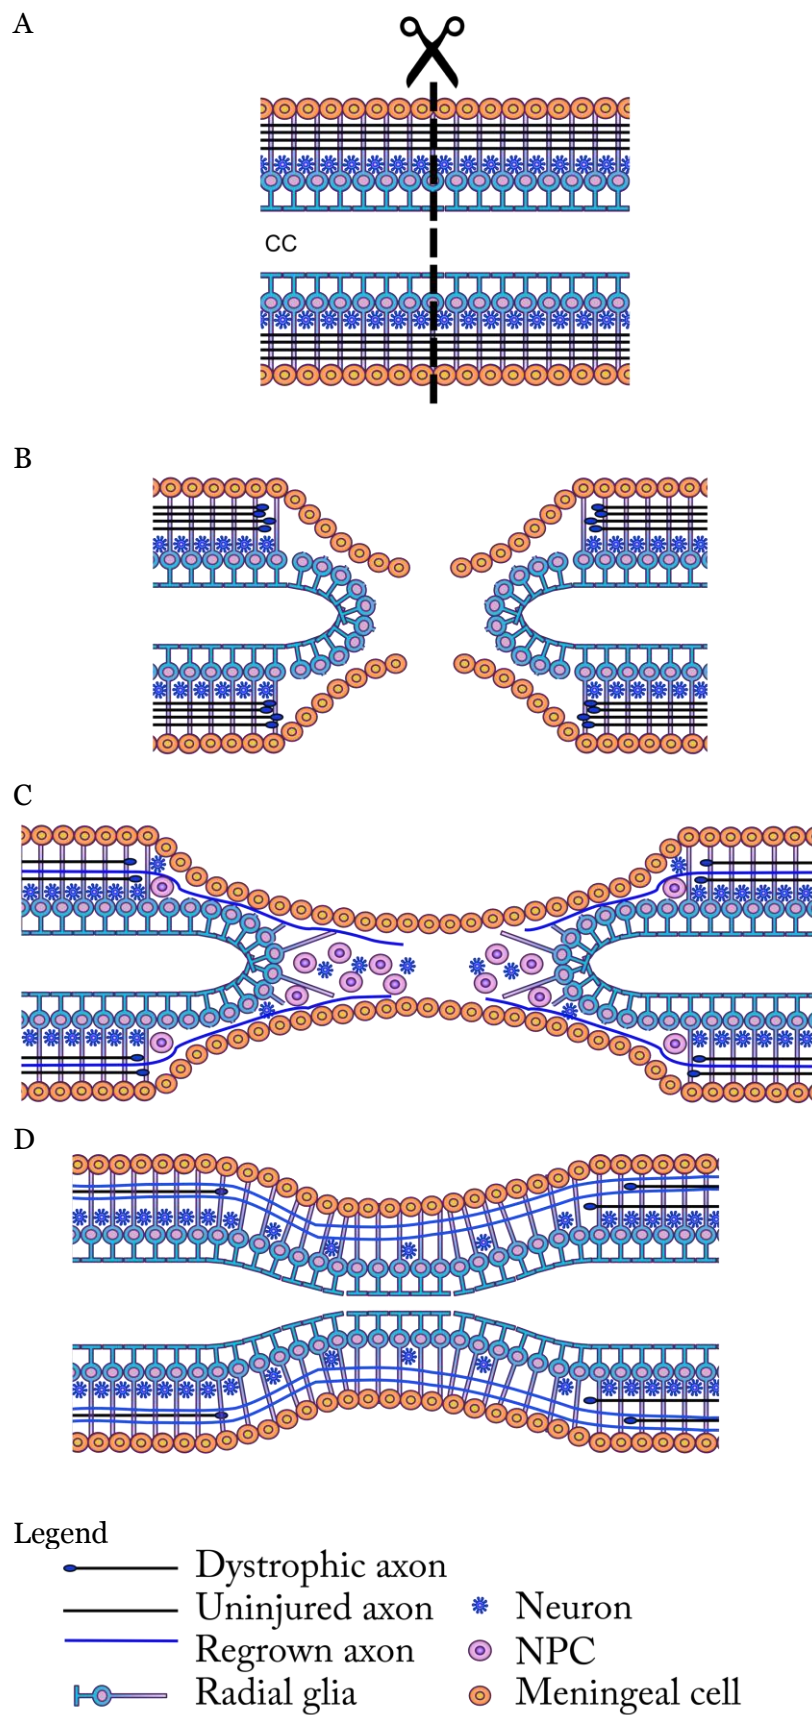 A
CC
B
C
D
Legend
Dystrophic axon
Uninjured axon
Neuron
Regrown axon
NPC
Radial glia
Meningeal cell